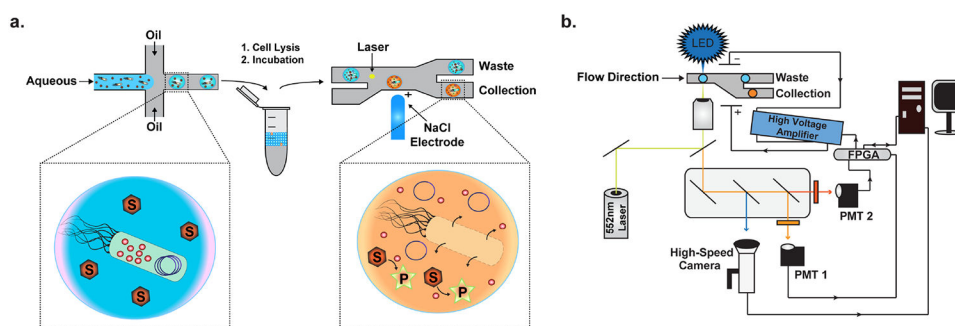 a.
Oil
Aqueous
Oil
1. Cell Lysis
2. Incubation
Laser
Waste
Collection
+
NaCl
Electrode
S
S
S
S
S
P
S
P
b.
LED
−
Flow Direction
Waste
Collection
+
High Voltage
Amplifier
FPGA
552nm
Laser
PMT 2
High-Speed
Camera
PMT 1